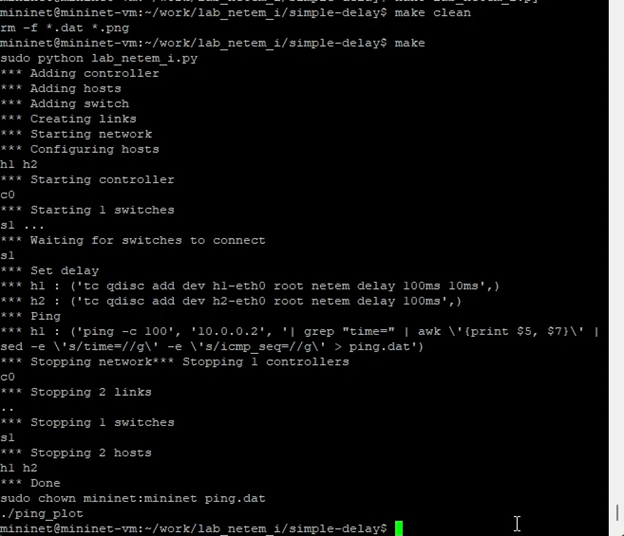 mininet@mininet-vm:~/work/lab_netem_i/simple-delay$ make clean
rm -f *.dat *.png
mininet@mininet-vm:~/work/lab_netem_i/simple-delay$ make
sudo python lab_netem_i.py
*** Adding controller
*** Adding hosts
*** Adding switch
*** Creating links
*** Starting network
*** Configuring hosts
h1 h2
*** Starting controller
c0
*** Starting 1 switches
s1 ...
*** Waiting for switches to connect
s1
*** Set delay
*** h1 : ('tc qdisc add dev h1-eth0 root netem delay 100ms 10ms',)
*** h2 : ('tc qdisc add dev h2-eth0 root netem delay 100ms',)
*** Ping
*** h1 : ('ping -c 100', '10.0.0.2', '| grep "time=" | awk \'{print $5, $7}\' |
sed -e \'s/time=//g\' -e \'s/icmp_seq=//g\' > ping.dat')
*** Stopping network*** Stopping 1 controllers
c0
*** Stopping 2 links
..
*** Stopping 1 switches
s1
*** Stopping 2 hosts
h1 h2
*** Done
sudo chown mininet:mininet ping.dat
./ping_plot
mininet@mininet-vm:~/work/lab_netem_i/simple-delay$